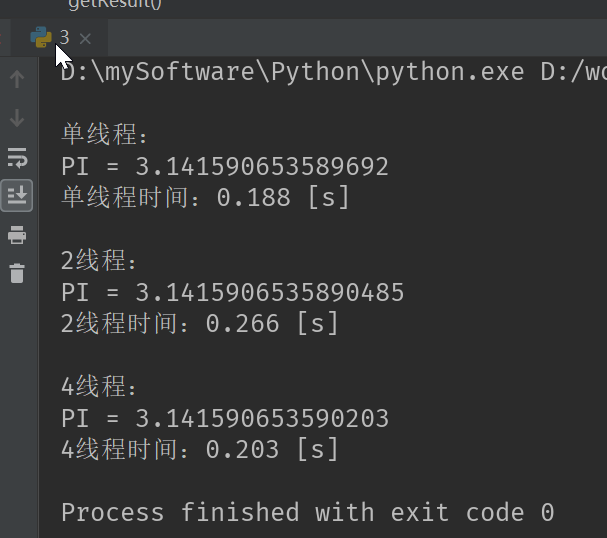 getResult()
3
D:\mySoftware\Python\python.exe D:/wo
单线程:
PI = 3.141590653589692
单线程时间: 0.188 [s]
2线程:
PI = 3.1415906535890485
2线程时间: 0.266 [s]
4线程:
PI = 3.141590653590203
4线程时间: 0.203 [s]
Process finished with exit code 0